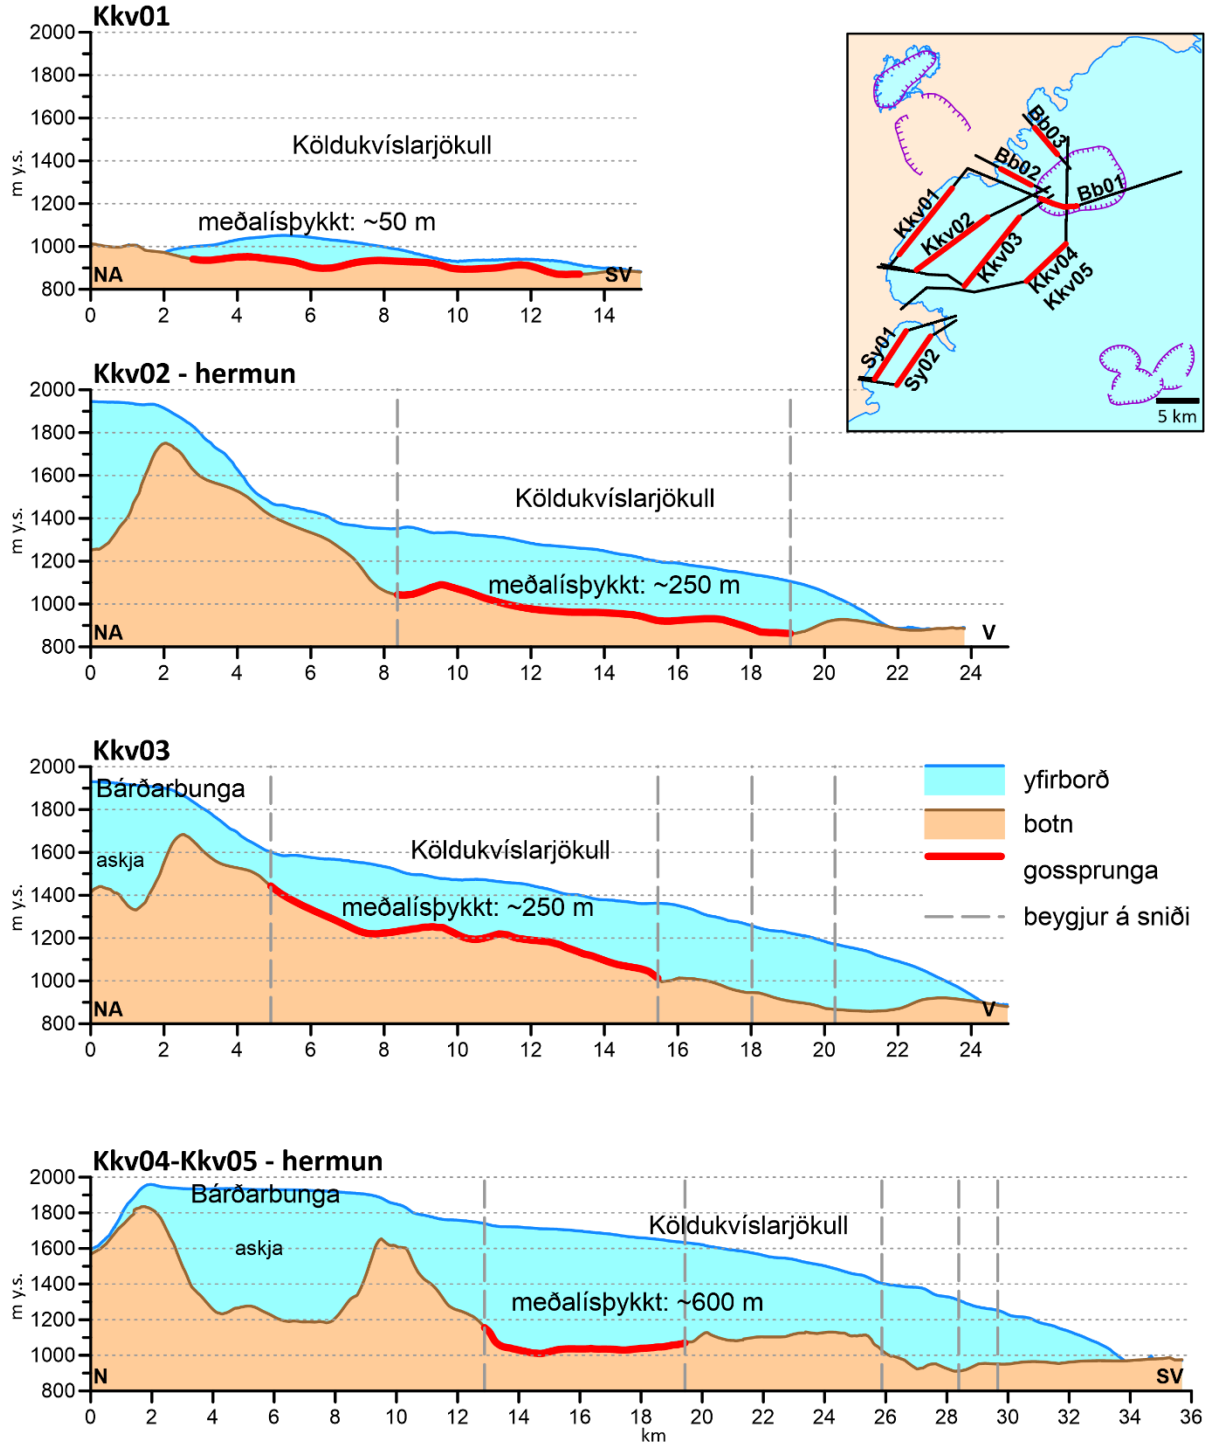 Kkv01
2000
1800
1600
1400
1200
1000
800
m y.s.
Köldukvíslarjökull
meðalísþykkt: ~50 m
NA
SV
0 2 4 6 8 10 12 14
Bb03
Bb02
Bb01
Kkv01
Kkv02
Kkv03
Kkv04
Kkv05
Sy01
Sy02
5 km
Kkv02 - hermun
2000
1800
1600
1400
1200
1000
800
m y.s.
Köldukvíslarjökull
meðalísþykkt: ~250 m
NA
V
0 2 4 6 8 10 12 14 16 18 20 22 24
Kkv03
2000
1800
1600
1400
1200
1000
800
m y.s.
Bárðarbunga
askja
Köldukvíslarjökull
meðalísþykkt: ~250 m
NA
V
0 2 4 6 8 10 12 14 16 18 20 22 24
yfirborð
botn
gossprunga
beygjur á sniði
Kkv04-Kkv05 - hermun
2000
1800
1600
1400
1200
1000
800
m y.s.
Bárðarbunga
askja
Köldukvíslarjökull
meðalísþykkt: ~600 m
N
SV
0 2 4 6 8 10 12 14 16 18 20 22 24 26 28 30 32 34 36
km